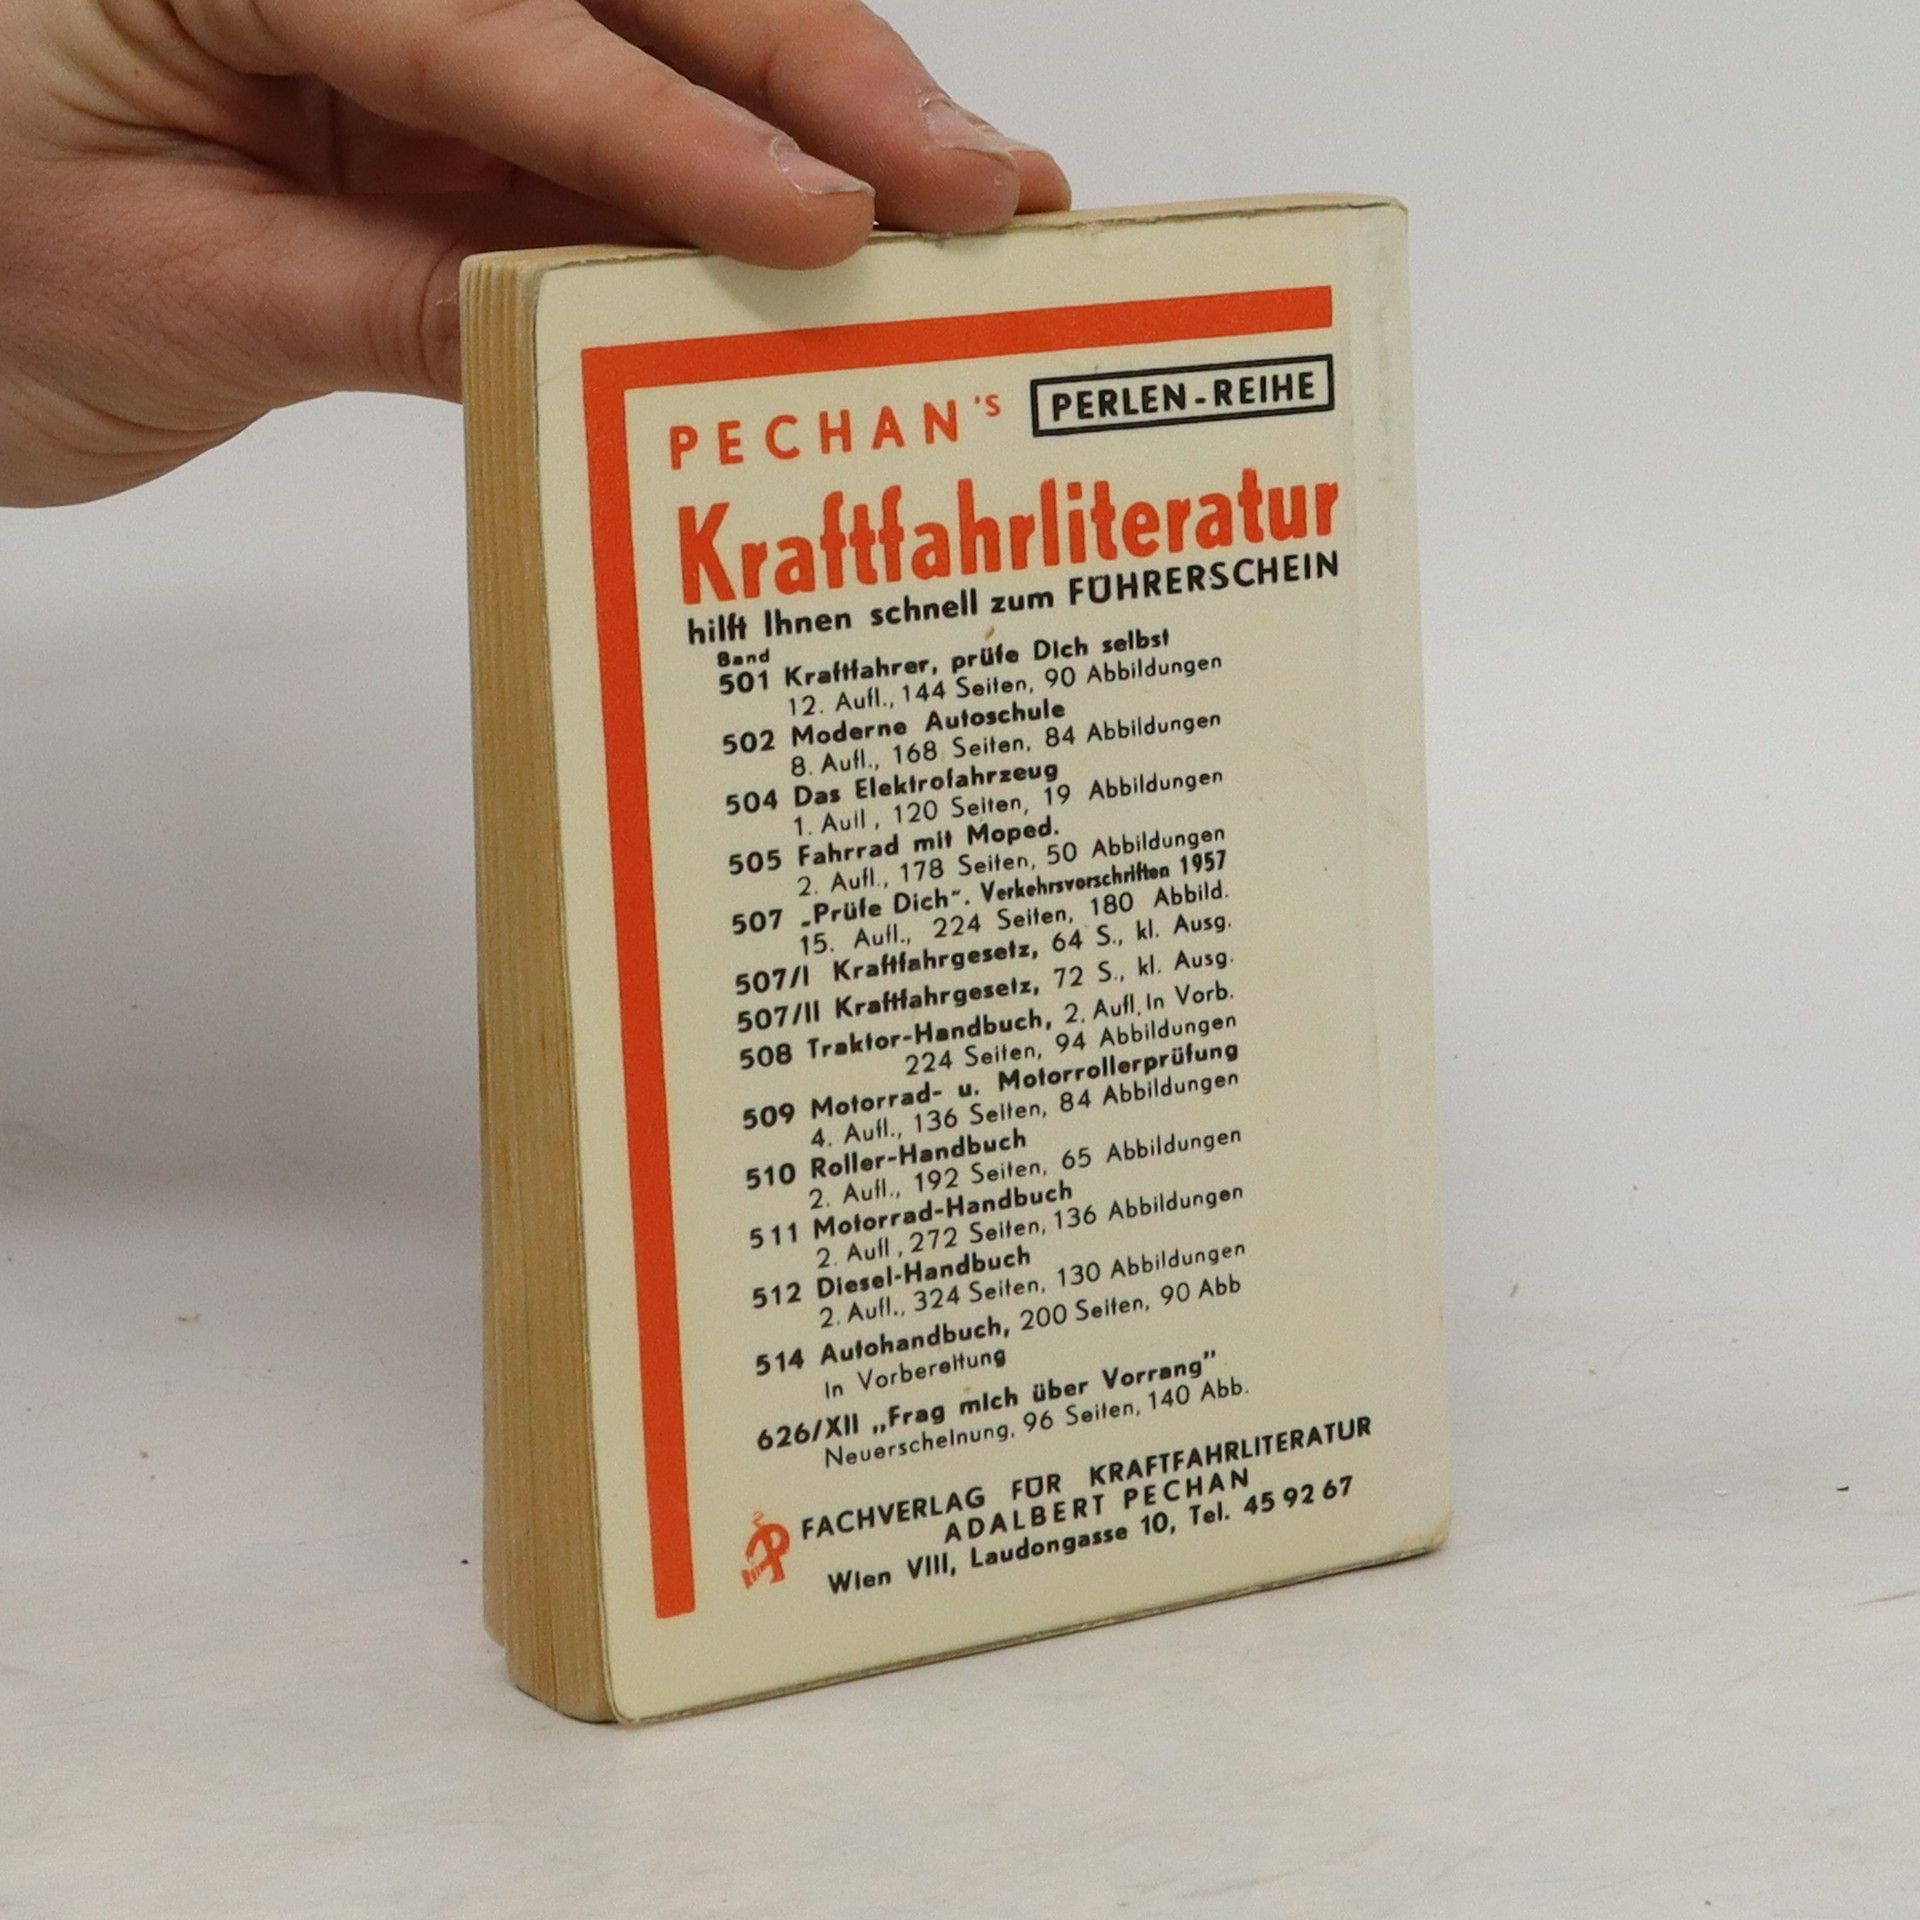 PECHAN'S PERLEN-REIHE
Kraftfahrliteratur
hilft Ihnen schnell zum FÜHRERSCHEIN
Band
501 Kraftfahrer, prüfe Dich selbst
12. Aufl., 144 Seiten, 90 Abbildungen
502 Moderne Autoschule
8. Aufl., 168 Seiten, 84 Abbildungen
504 Das Elektrofahrzeug
1. Aufl, 120 Seiten, 19 Abbildungen
505 Fahrrad mit Moped.
2. Aufl., 178 Seiten, 50 Abbildungen
507 „Prüfe Dich". Verkehrsvorschriften 1957
15. Aufl., 224 Seiten, 180 Abbild.
507/I Kraftfahrgesetz, 64 S., kl. Ausg.
507/II Kraftfahrgesetz, 72 S., kl. Ausg.
508 Traktor-Handbuch, 2. Aufl. In Vorb.
224 Seiten, 94 Abbildungen
509 Motorrad- u. Motorrollerprüfung
4. Aufl., 136 Seiten, 84 Abbildungen
510 Roller-Handbuch
2. Aufl., 192 Seiten, 65 Abbildungen
511 Motorrad-Handbuch
2. Aufl, 272 Seiten, 136 Abbildungen
512 Diesel-Handbuch
2. Aufl., 324 Seiten, 130 Abbildungen
514 Autohandbuch, 200 Seiten, 90 Abb
In Vorbereitung
626/XII „Frag mich über Vorrang"
Neuerscheinung, 96 Seiten, 140 Abb.
FACHVERLAG FÜR KRAFTFAHRLITERATUR
ADALBERT PECHAN
Wien VIII, Laudongasse 10, Tel. 45 92 67